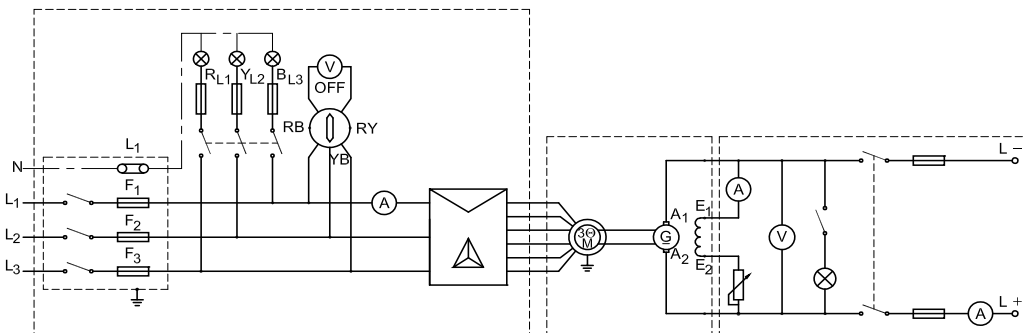 V
OFF
R L1 Y L2 B L3
RB RY
YB
L1
N
F1
L1 A
F2
L2
F3
L3
3Θ
M
A1
G
A2
E1
E2
A
V
L −
L +
A